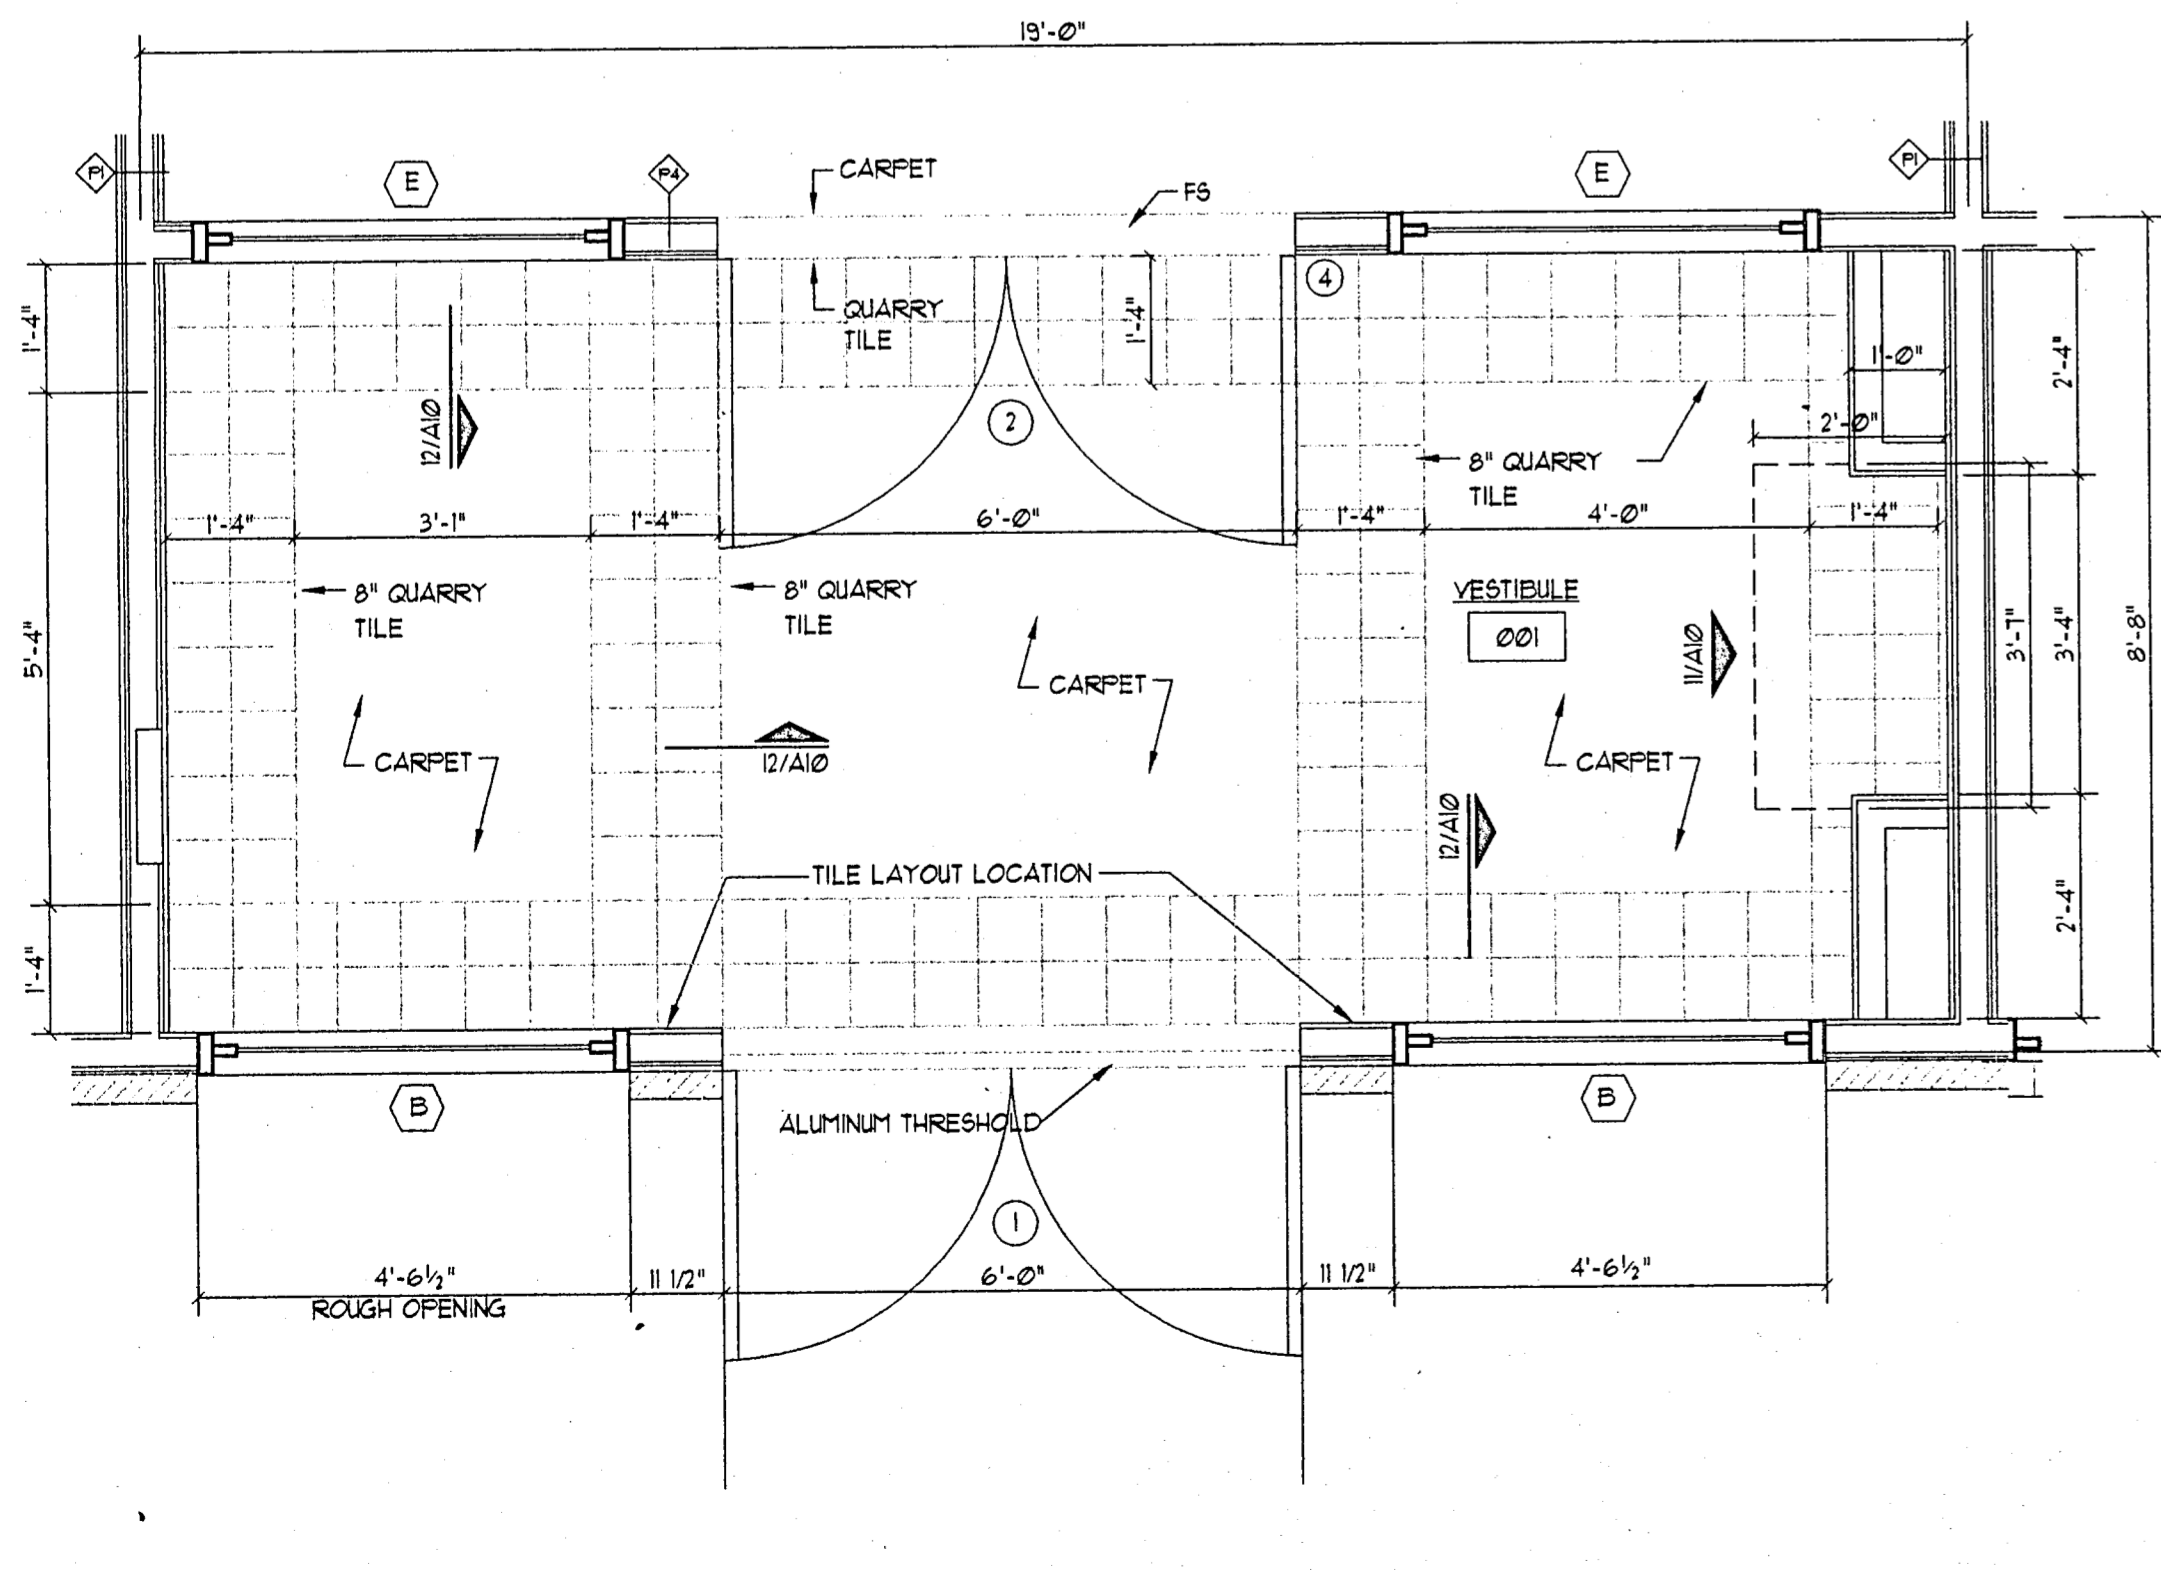 19'-0"
P1
E
P4
CARPET
FS
E
P1
QUARRY
TILE
4
1'-4"
1'-4"
1'-0"
2'-4"
12/A10
2
2'-0"
8" QUARRY
TILE
1'-4"
3'-1"
1'-4"
6'-0"
1'-4"
4'-0"
1'-4"
8" QUARRY
TILE
8" QUARRY
TILE
VESTIBULE
001
5'-4"
11/A10
3'-7"
3'-4"
8'-8"
CARPET
CARPET
12/A10
CARPET
12/A10
TILE LAYOUT LOCATION
1'-4"
2'-4"
B
ALUMINUM THRESHOLD
B
1
4'-6½"
ROUGH OPENING
11 1/2"
6'-0"
11 1/2"
4'-6½"